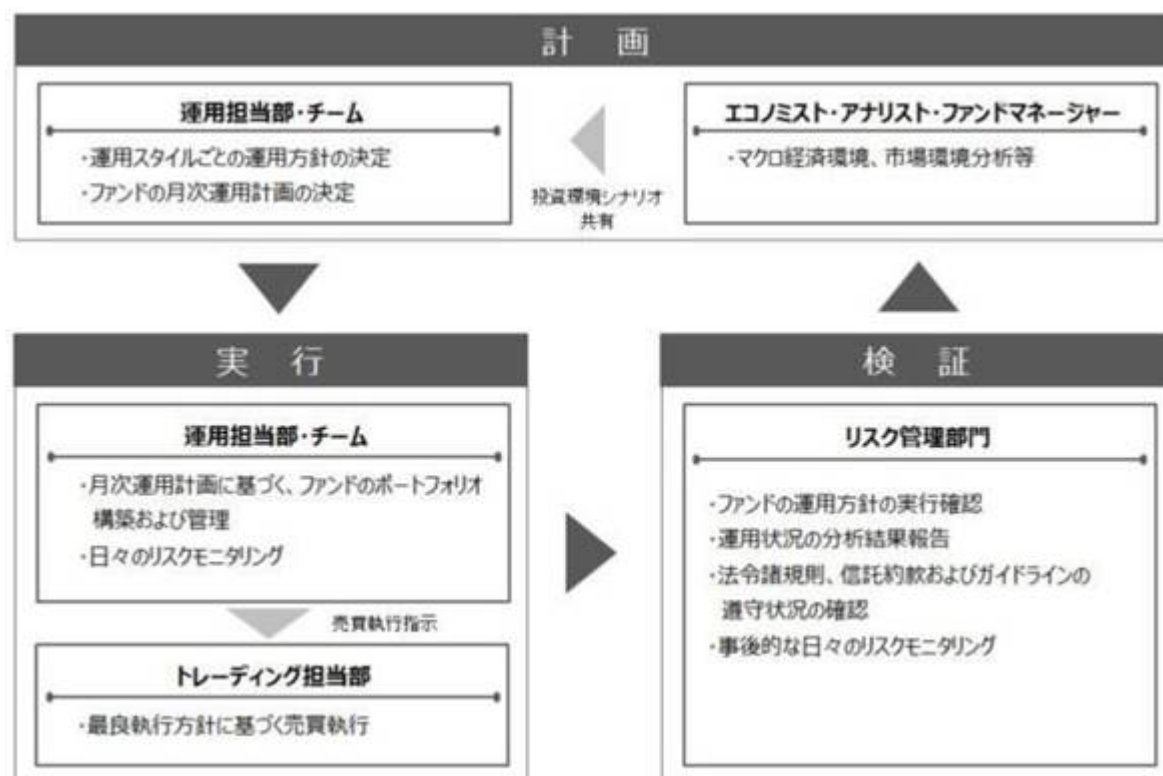 計 画
運用担当部・チーム
・運用スタイルごとの運用方針の決定
・ファンドの月次運用計画の決定
投資環境シナリオ
共有
エコノミスト・アナリスト・ファンドマネージャー
・マクロ経済環境、市場環境分析等
実 行
運用担当部・チーム
・月次運用計画に基づく、ファンドのポートフォリオ
構築および管理
・日々のリスクモニタリング
売買執行指示
トレーディング担当部
・最良執行方針に基づく売買執行
検 証
リスク管理部門
・ファンドの運用方針の実行確認
・運用状況の分析結果報告
・法令諸規則、信託約款およびガイドラインの
遵守状況の確認
・事後的な日々のリスクモニタリング